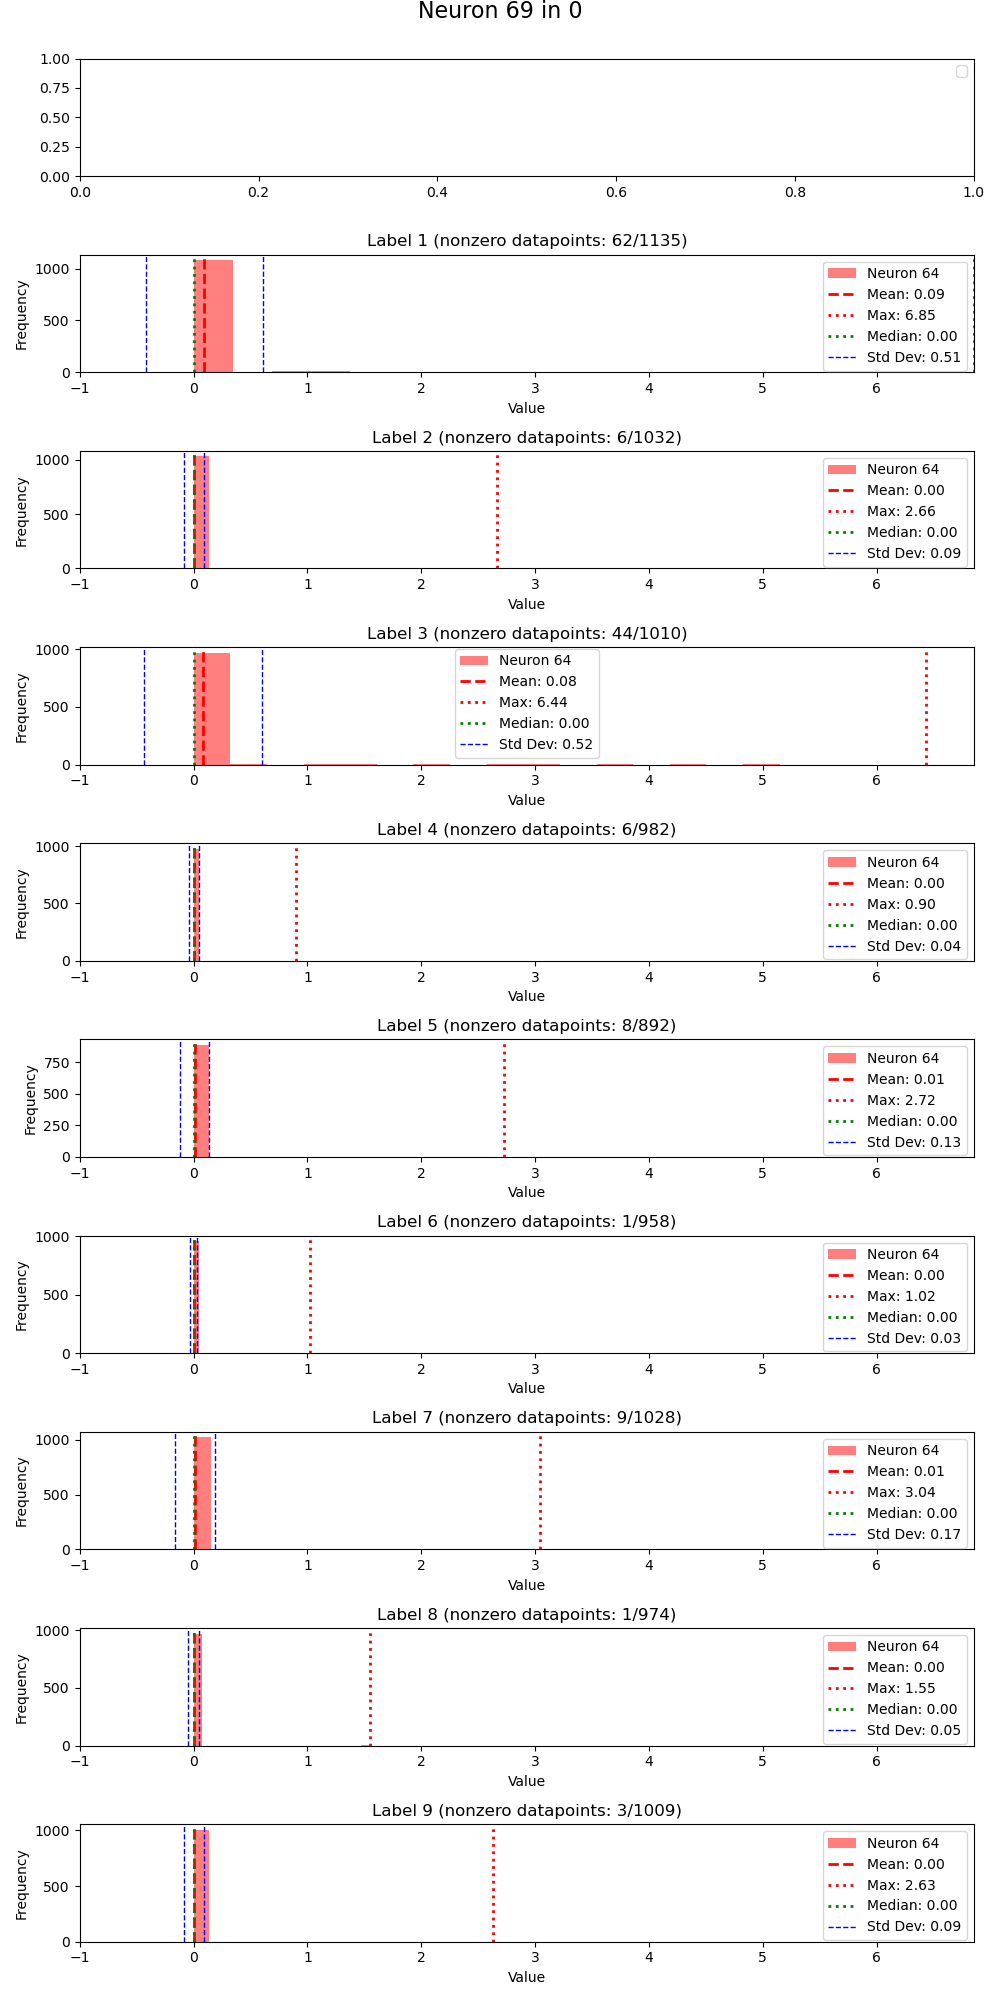 Neuron 69 in 0
1.00
0.75
0.50
0.25
0.00
0.0 0.2 0.4 0.6 0.8 1.0
Label 1 (nonzero datapoints: 62/1135)
Frequency
1000
500
0
Neuron 64
Mean: 0.09
Max: 6.85
Median: 0.00
Std Dev: 0.51
−1 0 1 2 3 4 5 6
Value
Label 2 (nonzero datapoints: 6/1032)
Frequency
1000
500
0
Neuron 64
Mean: 0.00
Max: 2.66
Median: 0.00
Std Dev: 0.09
−1 0 1 2 3 4 5 6
Value
Label 3 (nonzero datapoints: 44/1010)
Frequency
1000
500
0
Neuron 64
Mean: 0.08
Max: 6.44
Median: 0.00
Std Dev: 0.52
−1 0 1 2 3 4 5 6
Value
Label 4 (nonzero datapoints: 6/982)
Frequency
1000
500
0
Neuron 64
Mean: 0.00
Max: 0.90
Median: 0.00
Std Dev: 0.04
−1 0 1 2 3 4 5 6
Value
Label 5 (nonzero datapoints: 8/892)
Frequency
750
500
250
0
Neuron 64
Mean: 0.01
Max: 2.72
Median: 0.00
Std Dev: 0.13
−1 0 1 2 3 4 5 6
Value
Label 6 (nonzero datapoints: 1/958)
Frequency
1000
500
0
Neuron 64
Mean: 0.00
Max: 1.02
Median: 0.00
Std Dev: 0.03
−1 0 1 2 3 4 5 6
Value
Label 7 (nonzero datapoints: 9/1028)
Frequency
1000
500
0
Neuron 64
Mean: 0.01
Max: 3.04
Median: 0.00
Std Dev: 0.17
−1 0 1 2 3 4 5 6
Value
Label 8 (nonzero datapoints: 1/974)
Frequency
1000
500
0
Neuron 64
Mean: 0.00
Max: 1.55
Median: 0.00
Std Dev: 0.05
−1 0 1 2 3 4 5 6
Value
Label 9 (nonzero datapoints: 3/1009)
Frequency
1000
500
0
Neuron 64
Mean: 0.00
Max: 2.63
Median: 0.00
Std Dev: 0.09
−1 0 1 2 3 4 5 6
Value